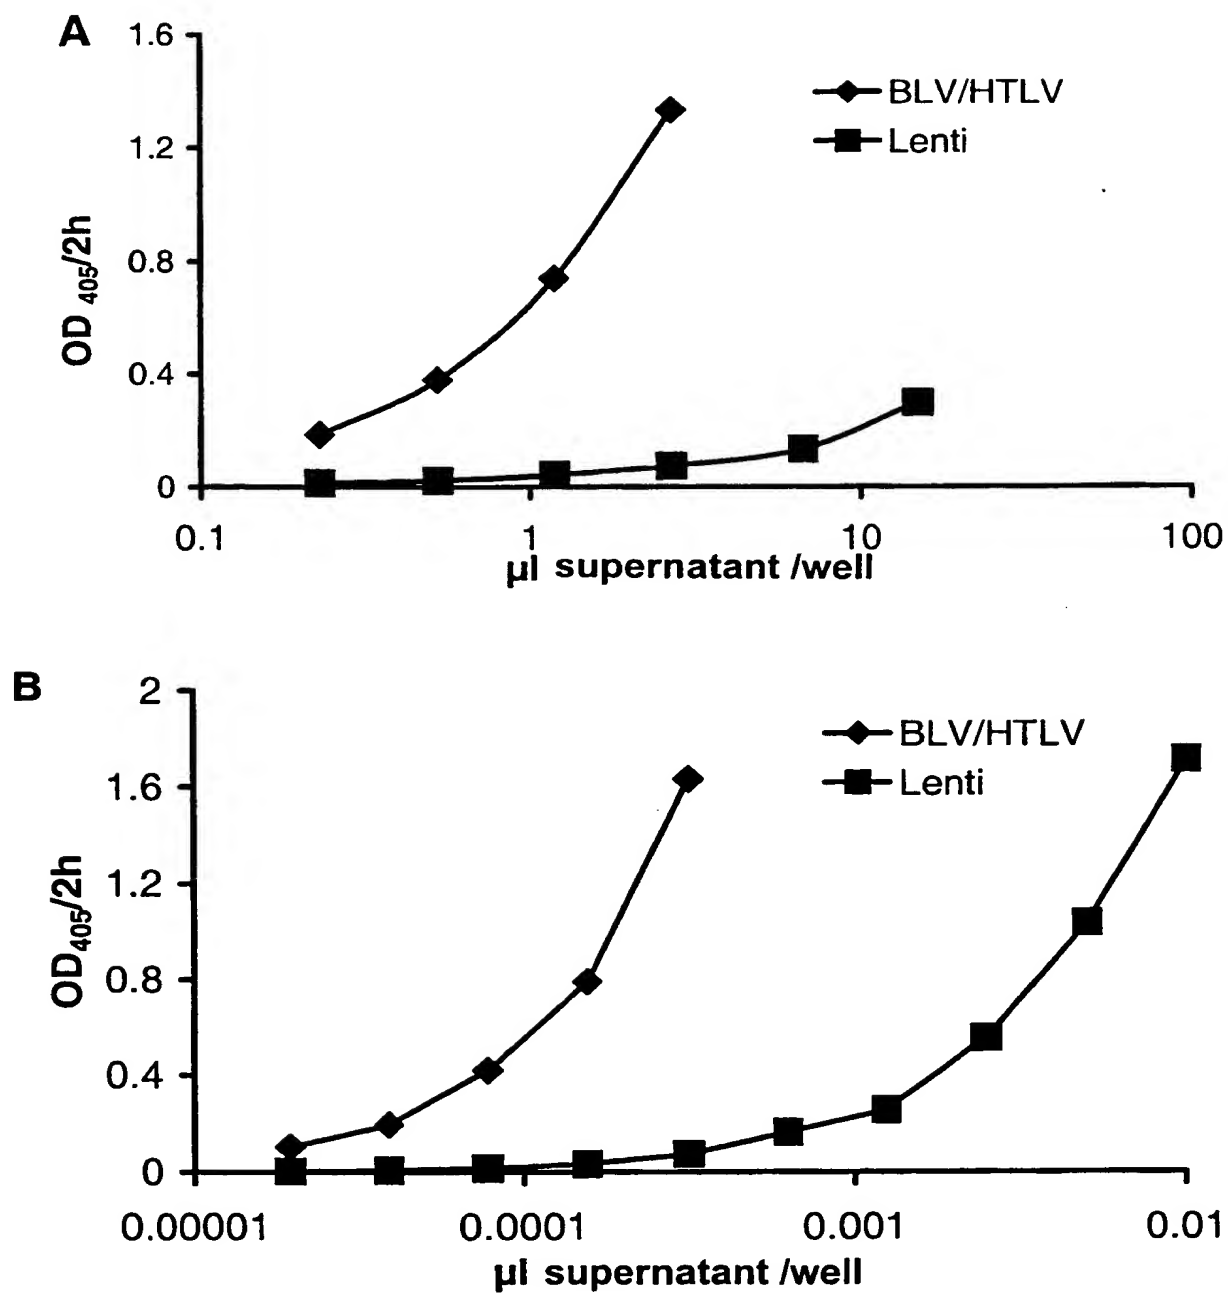 A
1.6
1.2
0.8
0.4
0
OD 405/2h
BLV/HTLV
Lenti
0.1 1 10 100
µl supernatant /well
B
2
1.6
1.2
0.8
0.4
0
OD405/2h
BLV/HTLV
Lenti
0.00001 0.0001 0.001 0.01
µl supernatant /well